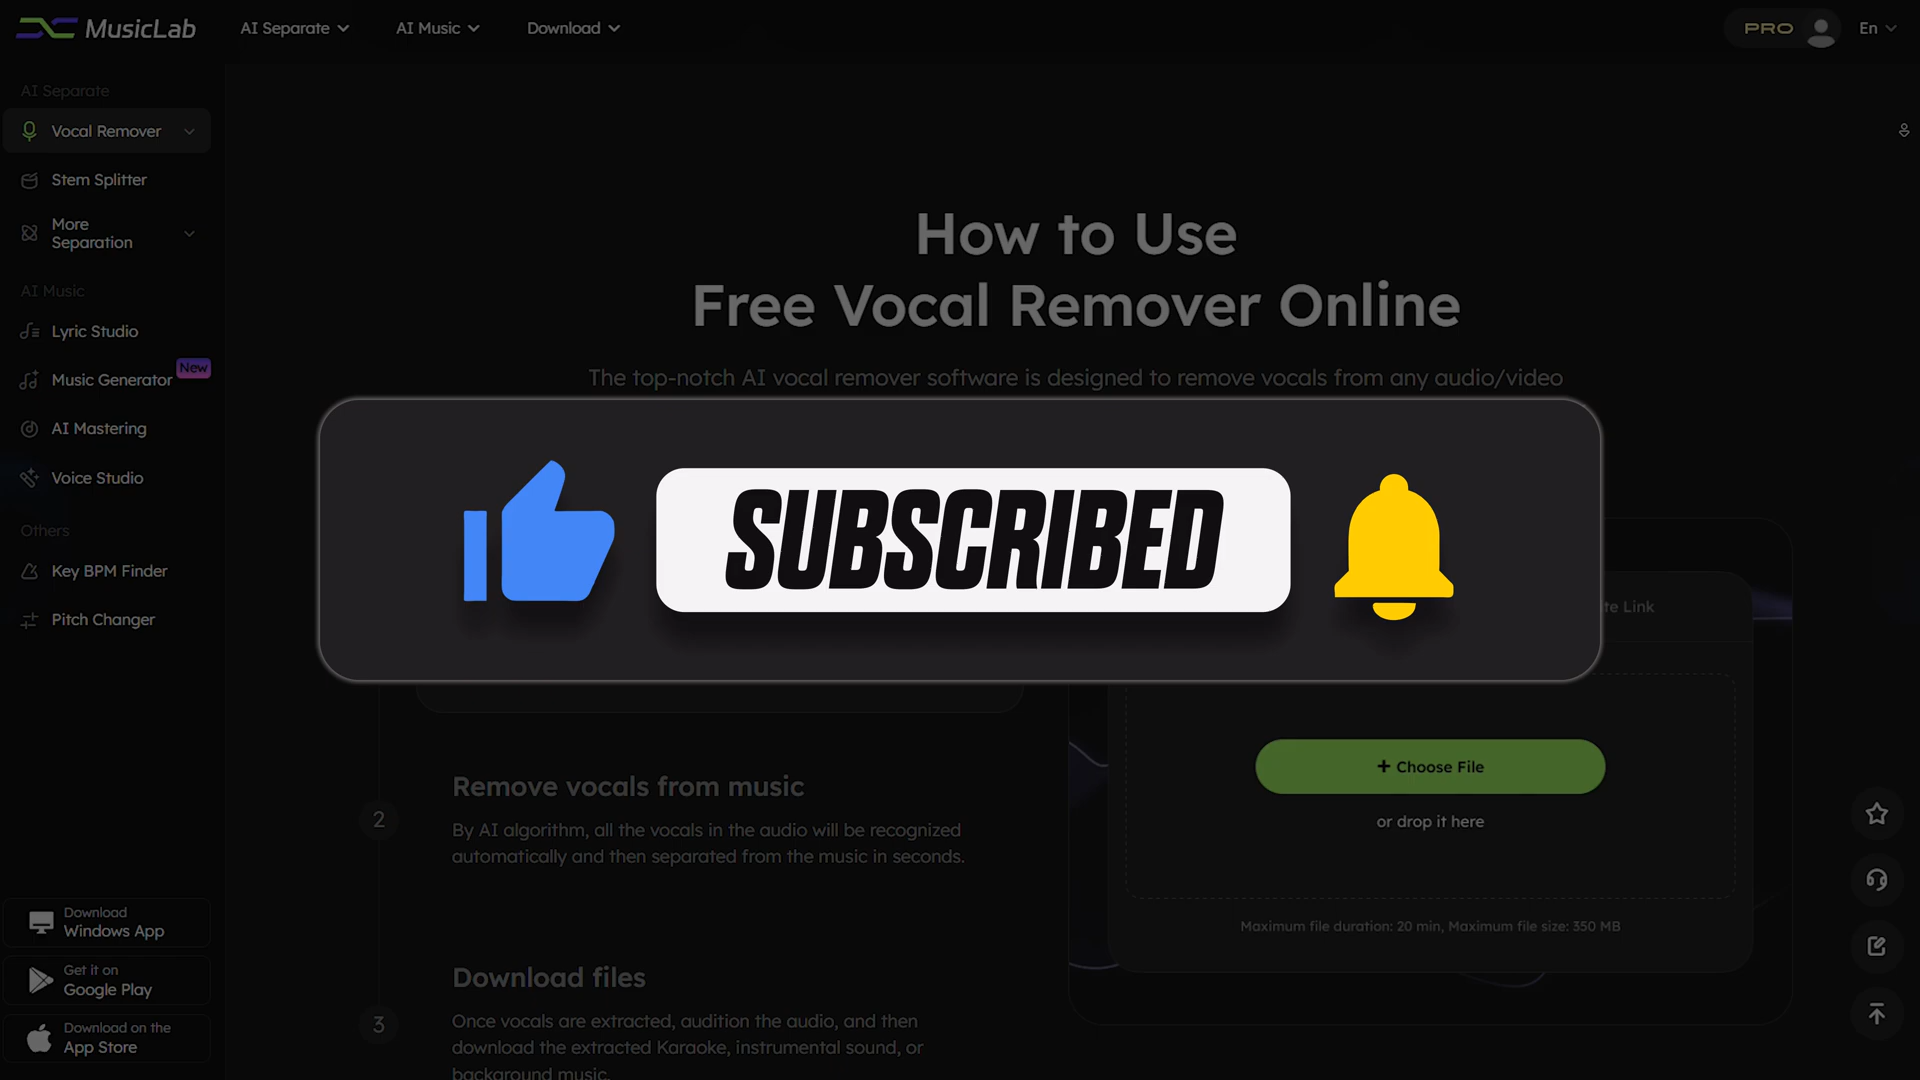 MusicLab
AI Separate
AI Music
Download
PRO
En
AI Separate
Vocal Remover
Stem Splitter
More
Separation
AI Music
Lyric Studio
Music Generator
New
AI Mastering
Voice Studio
Others
Key BPM Finder
Pitch Changer
Download
Windows App
Get it on
Google Play
Download on the
App Store
How to Use
Free Vocal Remover Online
The top-notch AI vocal remover software is designed to remove vocals from any audio/video
SUBSCRIBED
Link
2
Remove vocals from music
By AI algorithm, all the vocals in the audio will be recognized
automatically and then separated from the music in seconds.
3
Download files
Once vocals are extracted, audition the audio, and then
download the extracted Karaoke, instrumental sound, or
background music.
+ Choose File
or drop it here
Maximum file duration: 20 min, Maximum file size: 350 MB